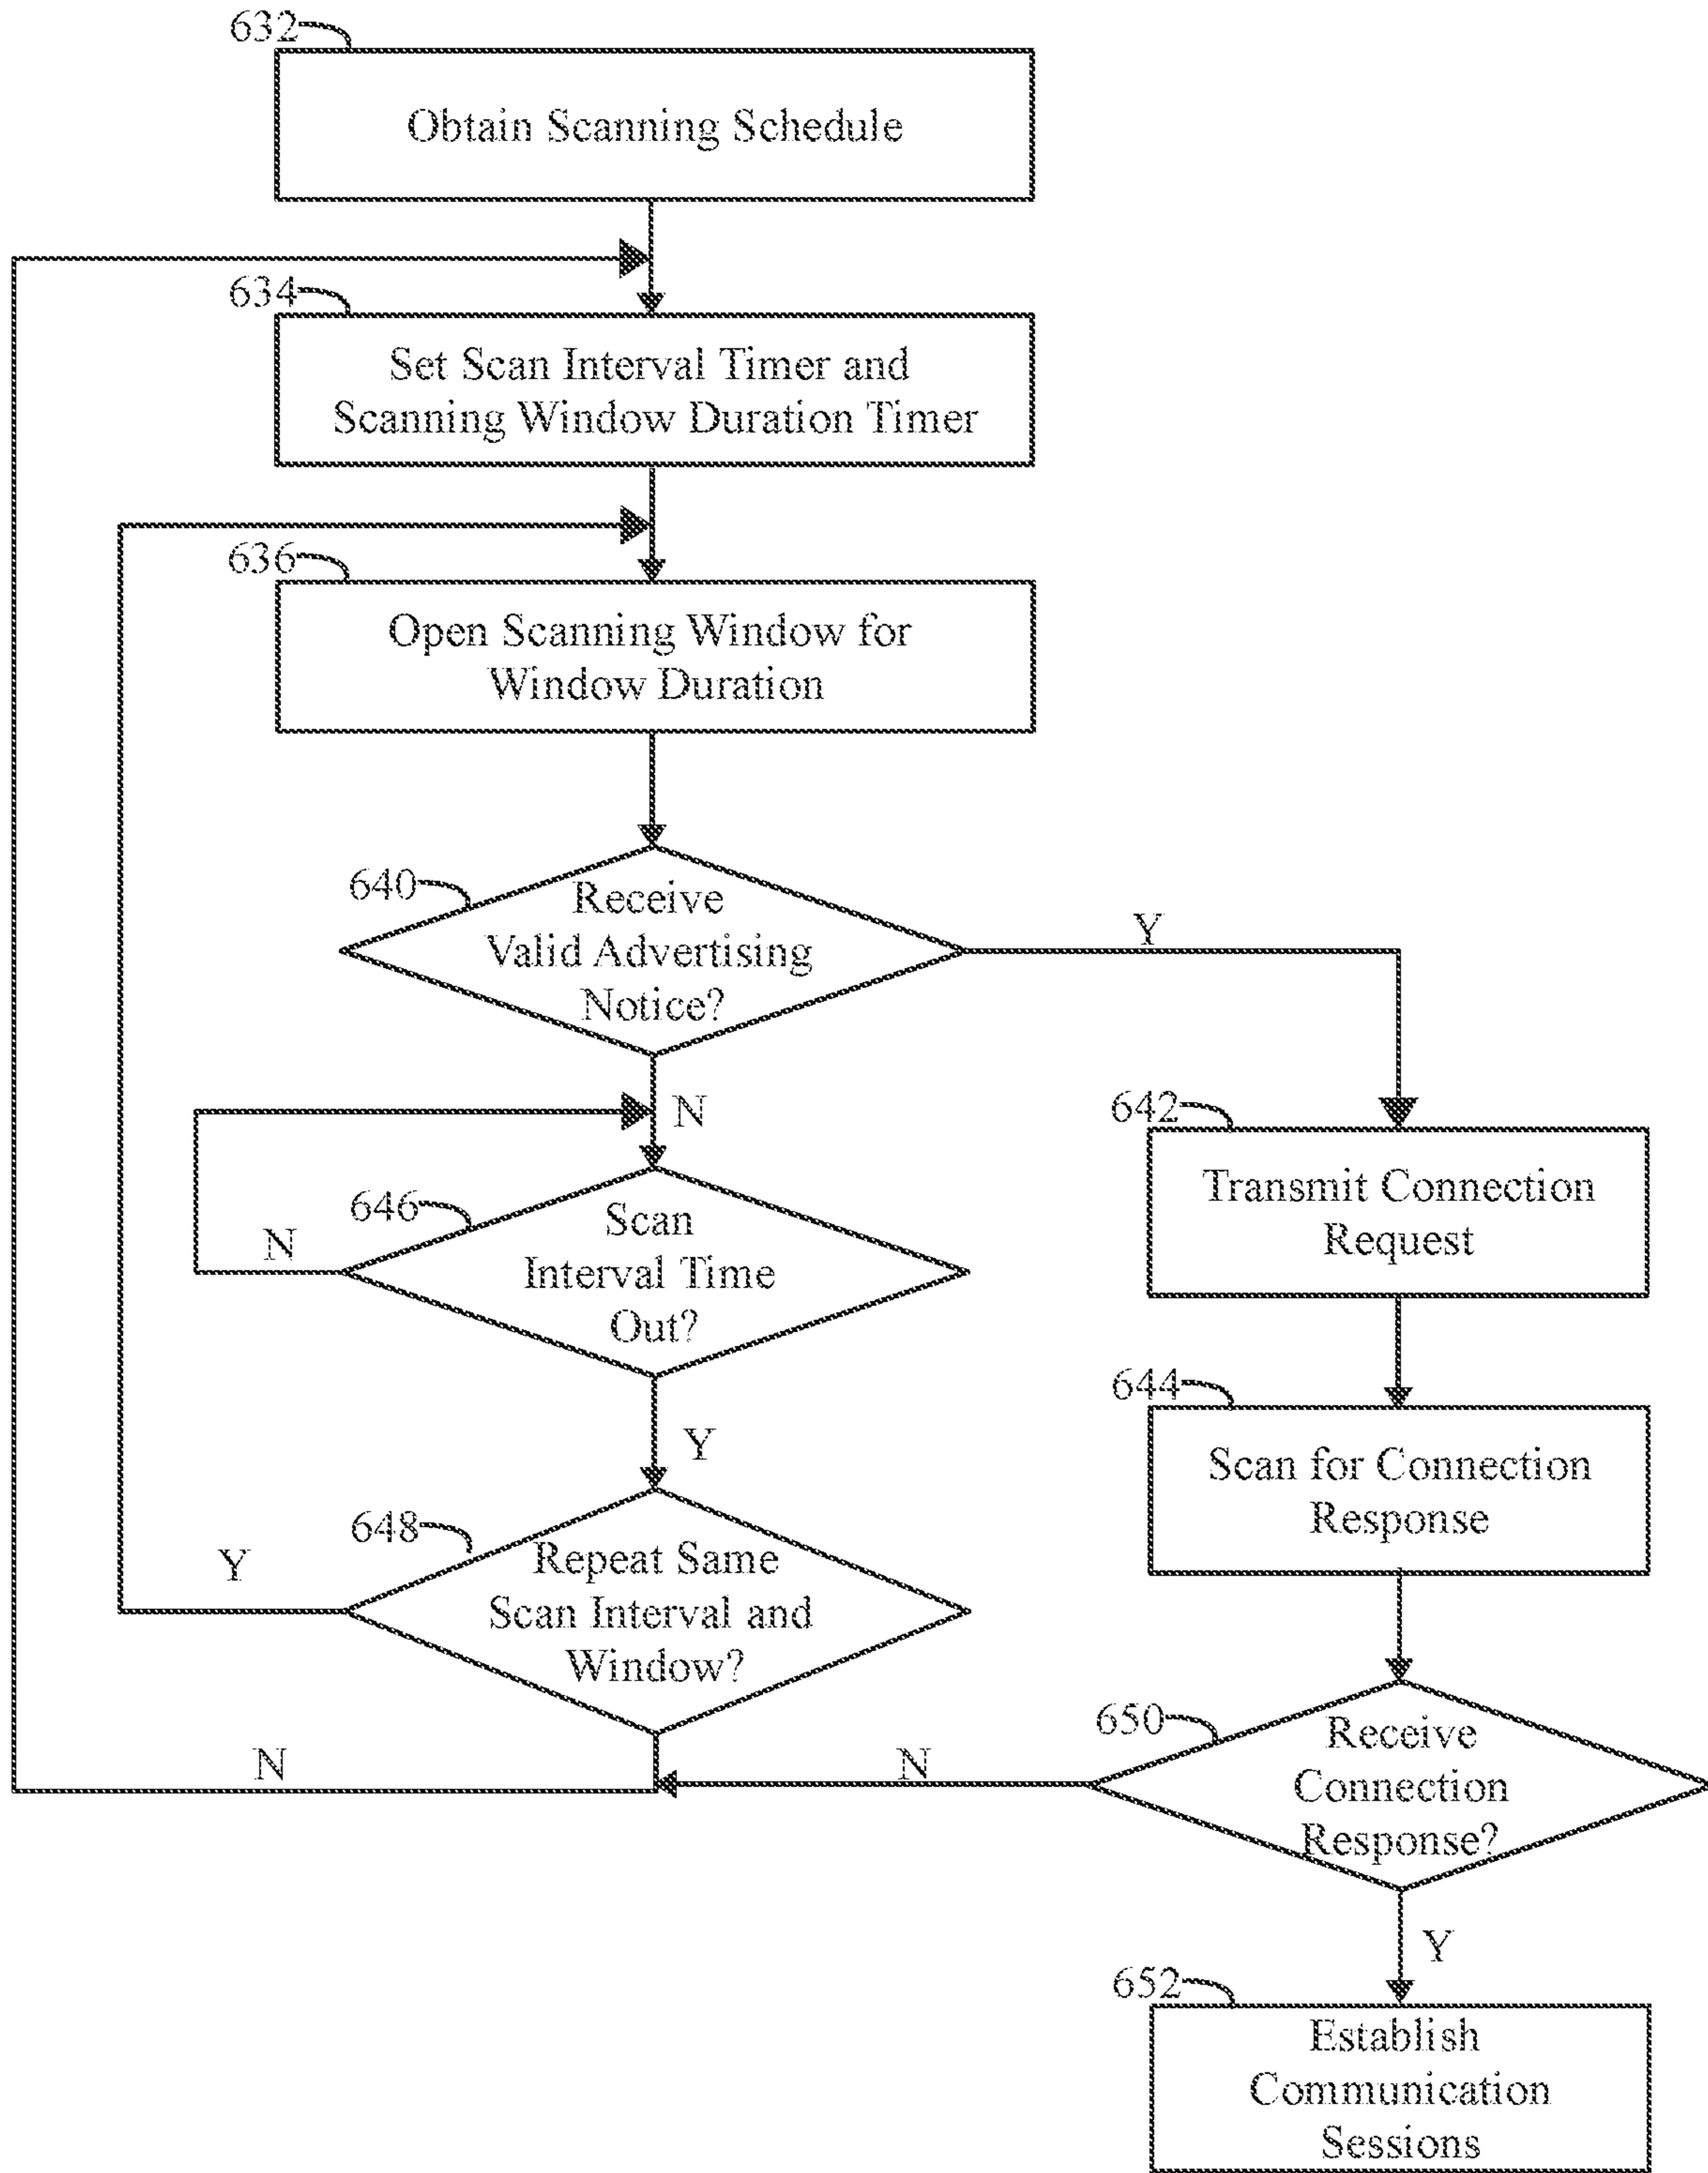 632
Obtain Scanning Schedule
634
Set Scan Interval Timer and
Scanning Window Duration Timer
636
Open Scanning Window for
Window Duration
640
Receive
Valid Advertising
Notice?
Y
N
642
Transmit Connection
Request
646
Scan
Interval Time
Out?
N
Y
644
Scan for Connection
Response
648
Repeat Same
Scan Interval and
Window?
Y
N
650
Receive
Connection
Response?
N
Y
652
Establish
Communication
Sessions